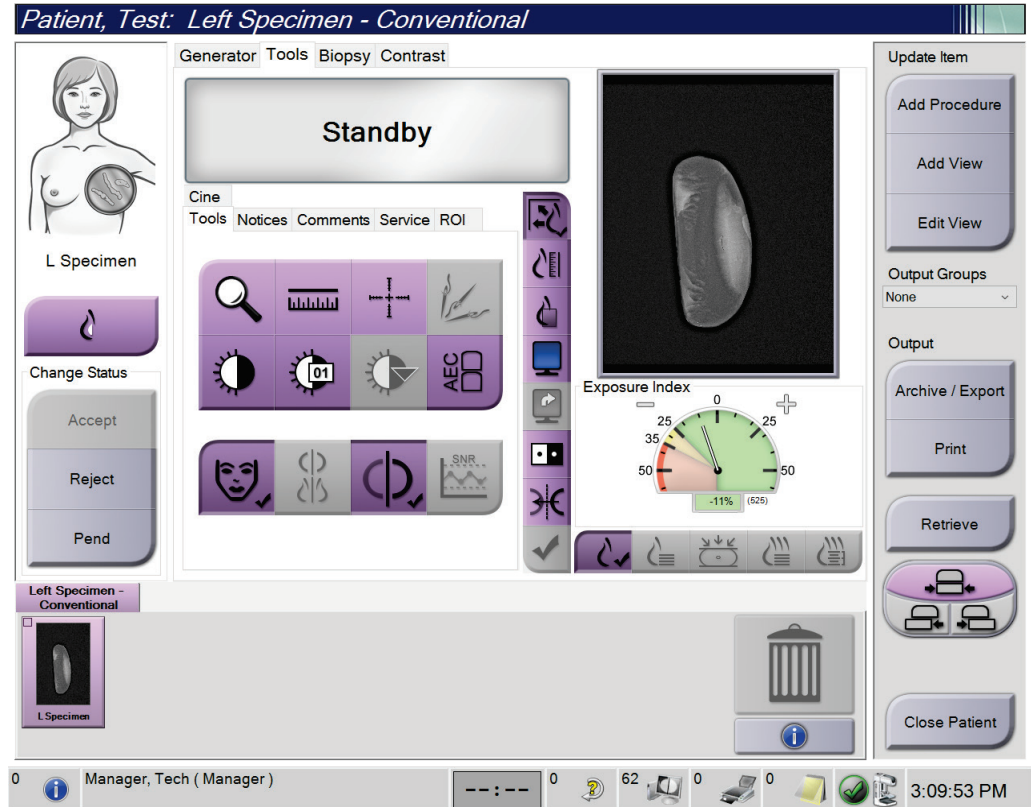 Patient, Test: Left Specimen - Conventional
Generator Tools Biopsy Contrast
Standby
Cine
Tools Notices Comments Service ROI
L Specimen
Change Status
Accept
Reject
Pend
01
AEC
SNR
Exposure Index
0
25 25
35
50 50
-11% (525)
Update Item
Add Procedure
Add View
Edit View
Output Groups
None
Output
Archive / Export
Print
Retrieve
Close Patient
Left Specimen -
Conventional
L Specimen
0 Manager, Tech ( Manager ) --:-- 0 62 0 0 3:09:53 PM